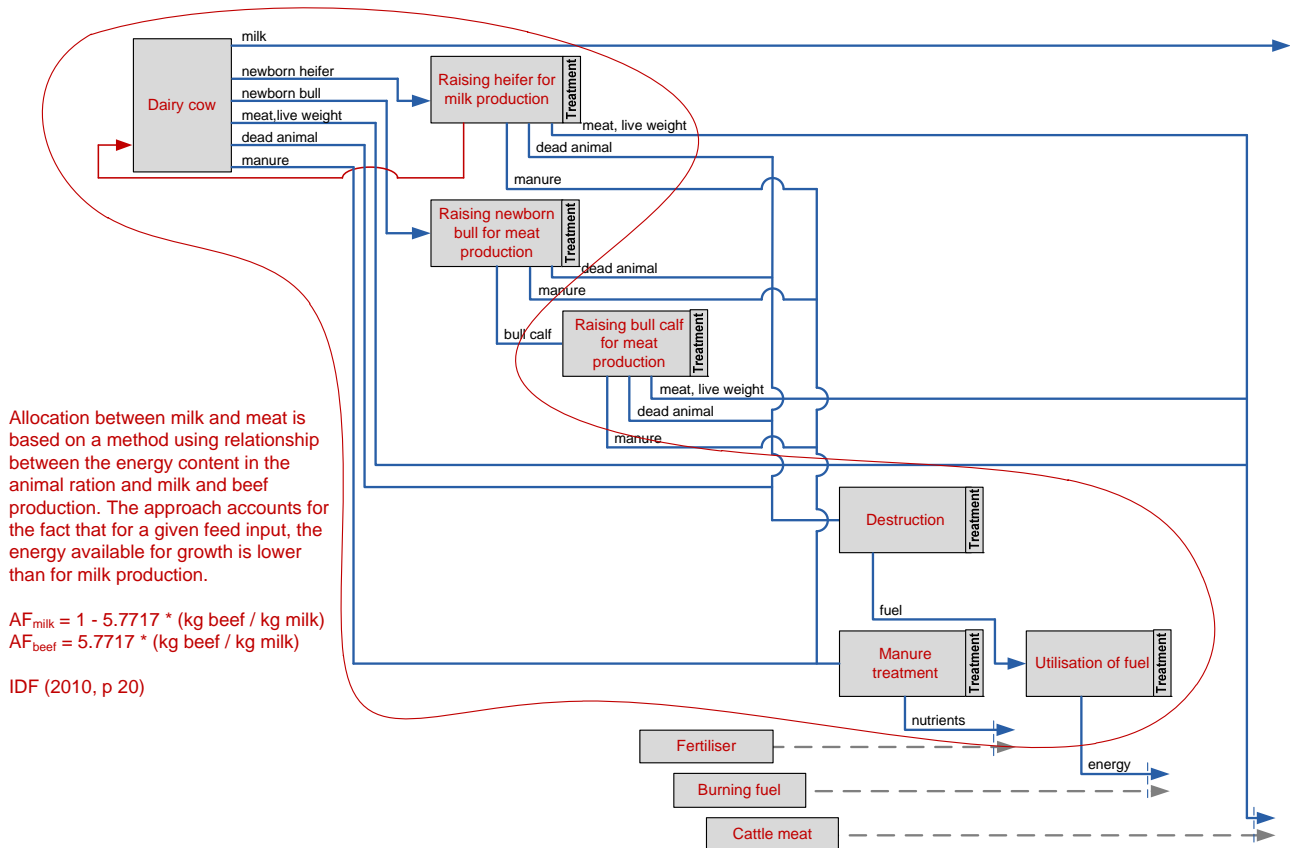 milk
newborn heifer
newborn bull
meat,live weight
dead animal
manure
Dairy cow
Raising heifer for
milk production
Treatment
meat, live weight
dead animal
manure
Raising newborn
bull for meat
production
Treatment
dead animal
manure
bull calf
Raising bull calf
for meat
production
Treatment
meat, live weight
dead animal
manure
Allocation between milk and meat is
based on a method using relationship
between the energy content in the
animal ration and milk and beef
production. The approach accounts for
the fact that for a given feed input, the
energy available for growth is lower
than for milk production.
AFmilk = 1 - 5.7717 * (kg beef / kg milk)
AFbeef = 5.7717 * (kg beef / kg milk)
IDF (2010, p 20)
Destruction
Treatment
fuel
Manure
treatment
Treatment
Utilisation of fuel
Treatment
nutrients
Fertiliser
energy
Burning fuel
Cattle meat